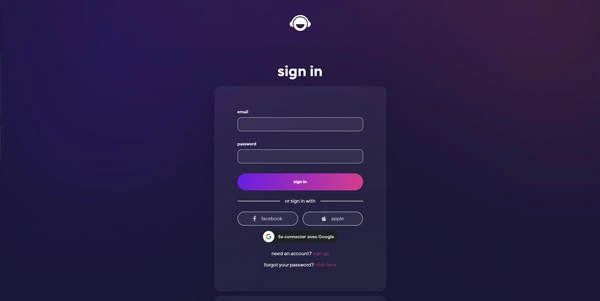 sign in
email
password
sign in
or sign in with
facebook
apple
Se connecter avec Google
need an account? sign up
forgot your password? click here